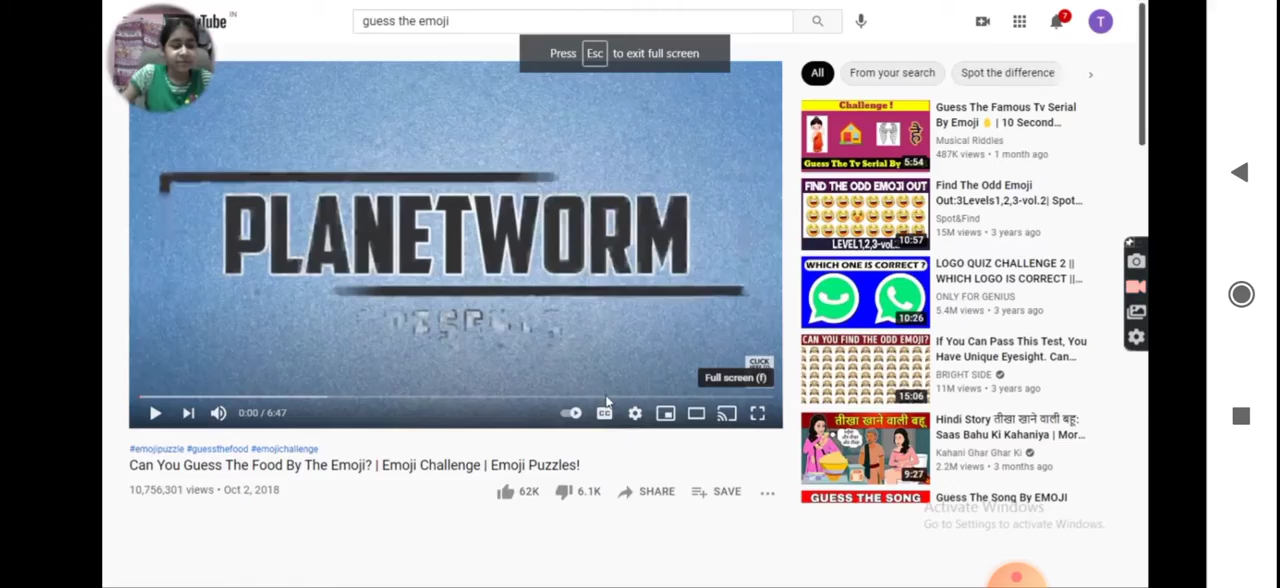 Tube IN
guess the emoji
7
T
Press Esc to exit full screen
PLANETWORM
CLICK
Full screen (f)
CC
0:00 / 6:47
#emojipuzzle #guessthefood #emojichallenge
Can You Guess The Food By The Emoji? | Emoji Challenge | Emoji Puzzles!
10,756,301 views • Oct 2, 2018
62K
6.1K
SHARE
SAVE
All
From your search
Spot the difference
Challenge !
Guess The Tv Serial By
5:54
Guess The Famous Tv Serial
By Emoji ✋ | 10 Second...
Musical Riddles
487K views • 1 month ago
FIND THE ODD EMOJI OUT
LEVEL1,2,3-vol...
10:57
Find The Odd Emoji
Out:3Levels1,2,3-vol.2| Spot...
Spot&Find
15M views • 3 years ago
WHICH ONE IS CORRECT ?
10:26
LOGO QUIZ CHALLENGE 2 ||
WHICH LOGO IS CORRECT ||...
ONLY FOR GENIUS
5.4M views • 3 years ago
CAN YOU FIND THE ODD EMOJI?
15:06
If You Can Pass This Test, You
Have Unique Eyesight. Can...
BRIGHT SIDE
11M views • 3 years ago
तीखा खाने वाली बहू
9:27
Hindi Story तीखा खाने वाली बहू:
Saas Bahu Ki Kahaniya | Mor...
Kahani Ghar Ghar Ki
2.2M views • 3 months ago
GUESS THE SONG
Guess The Song By EMOJI
Activate Windows
Go to Settings to activate Windows.